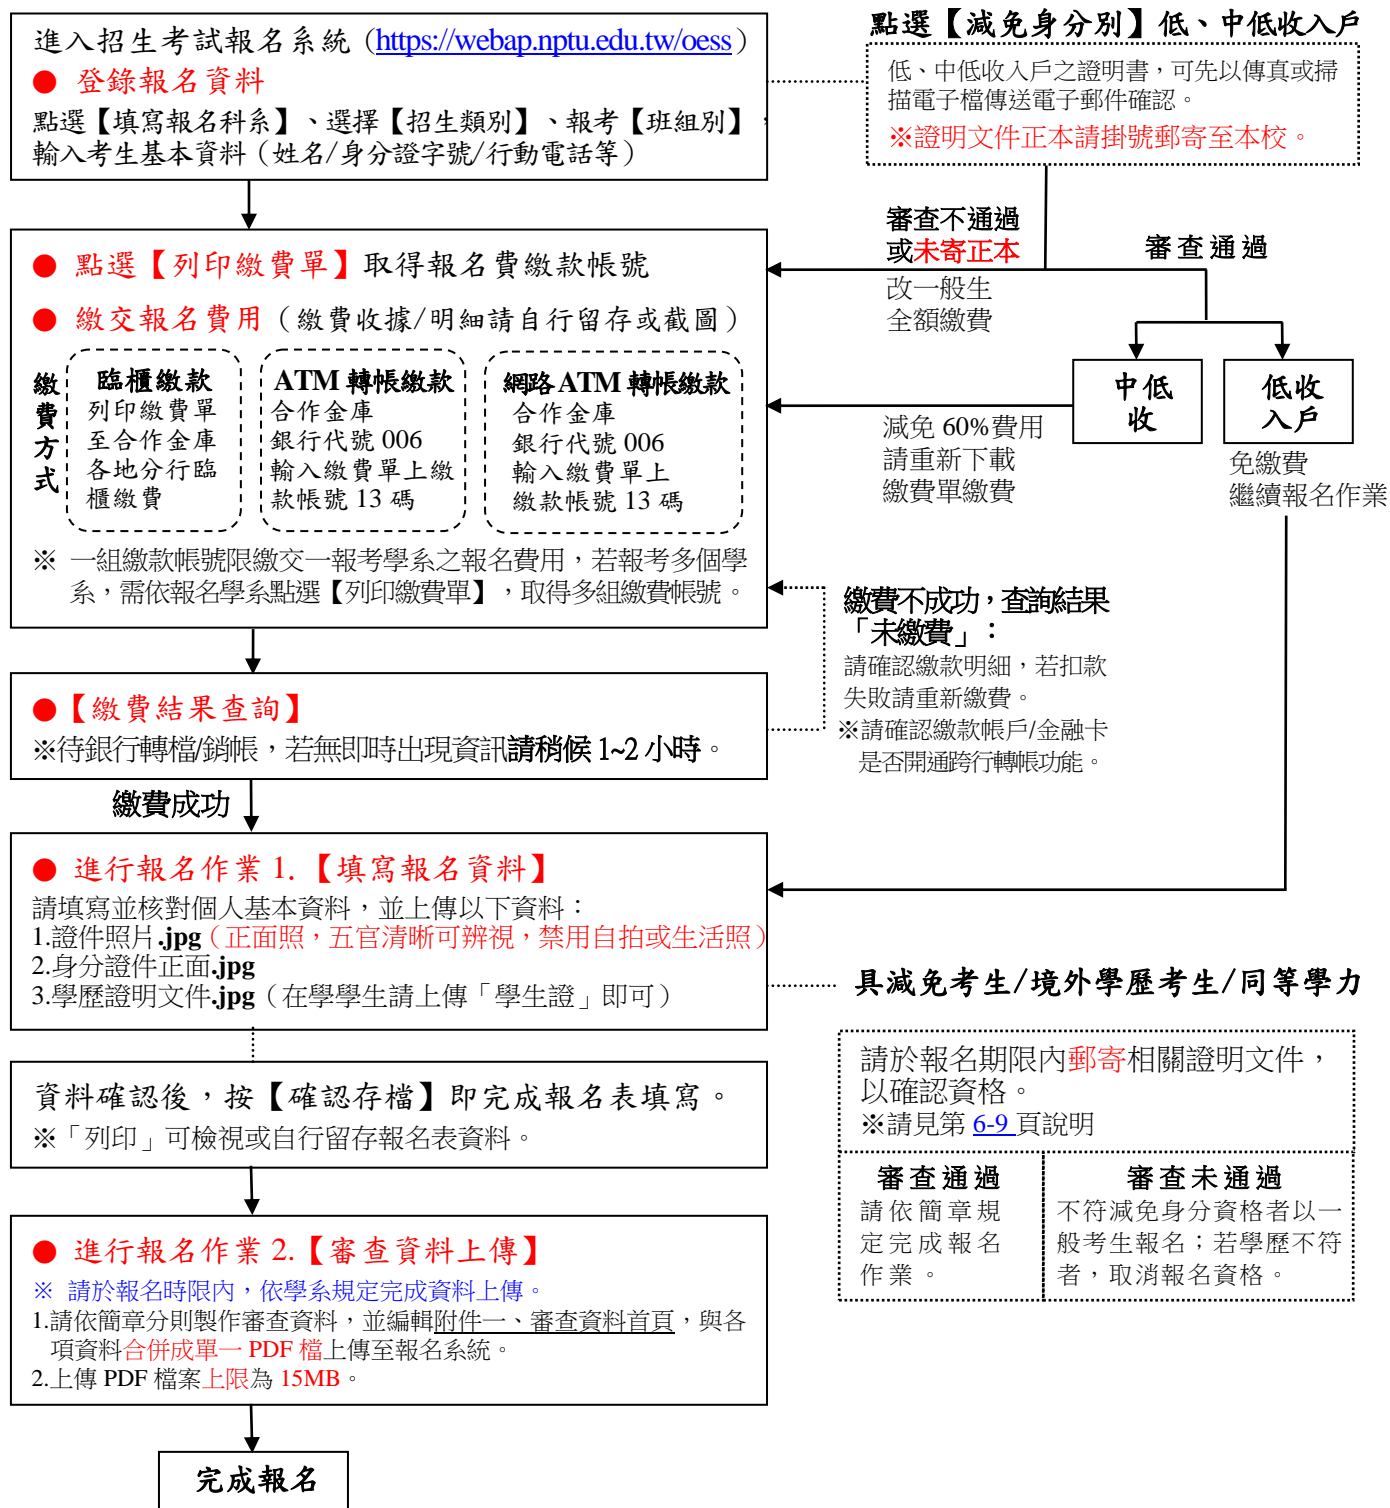 進入招生考試報名系統（https://webap.nptu.edu.tw/oess）
● 登錄報名資料
點選【填寫報名科系】、選擇【招生類別】、報考【班組別】，
輸入考生基本資料（姓名/身分證字號/行動電話等）
點選【減免身分別】低、中低收入戶
低、中低收入戶之證明書，可先以傳真或掃
描電子檔傳送電子郵件確認。
※證明文件正本請掛號郵寄至本校。
審查不通過
或未寄正本
改一般生
全額繳費
審查通過
● 點選【列印繳費單】取得報名費繳款帳號
● 繳交報名費用（繳費收據/明細請自行留存或截圖）
繳費方式
臨櫃繳款
列印繳費單
至合作金庫
各地分行臨
櫃繳費
ATM 轉帳繳款
合作金庫
銀行代號 006
輸入繳費單上繳
款帳號 13 碼
網路 ATM 轉帳繳款
合作金庫
銀行代號 006
輸入繳費單上
繳款帳號 13 碼
※ 一組繳款帳號限繳交一報考學系之報名費用，若報考多個學
系，需依報名學系點選【列印繳費單】，取得多組繳費帳號。
中低
收
低收
入戶
減免 60%費用
請重新下載
繳費單繳費
免繳費
繼續報名作業
繳費不成功，查詢結果
「未繳費」：
請確認繳款明細，若扣款
失敗請重新繳費。
※請確認繳款帳戶/金融卡
是否開通跨行轉帳功能。
●【繳費結果查詢】
※待銀行轉檔/銷帳，若無即時出現資訊請稍候 1~2 小時。
繳費成功
● 進行報名作業 1.【填寫報名資料】
請填寫並核對個人基本資料，並上傳以下資料：
1.證件照片.jpg（正面照，五官清晰可辨視，禁用自拍或生活照）
2.身分證件正面.jpg
3.學歷證明文件.jpg（在學學生請上傳「學生證」即可）
具減免考生/境外學歷考生/同等學力
請於報名期限內郵寄相關證明文件，
以確認資格。
※請見第 6-9 頁說明
審查通過
請依簡章規
定完成報名
作業。
審查未通過
不符減免身分資格者以一
般考生報名；若學歷不符
者，取消報名資格。
資料確認後，按【確認存檔】即完成報名表填寫。
※「列印」可檢視或自行留存報名表資料。
● 進行報名作業 2.【審查資料上傳】
※ 請於報名時限內，依學系規定完成資料上傳。
1.請依簡章分則製作審查資料，並編輯附件一、審查資料首頁，與各
項資料合併成單一 PDF 檔上傳至報名系統。
2.上傳 PDF 檔案上限為 15MB。
完成報名